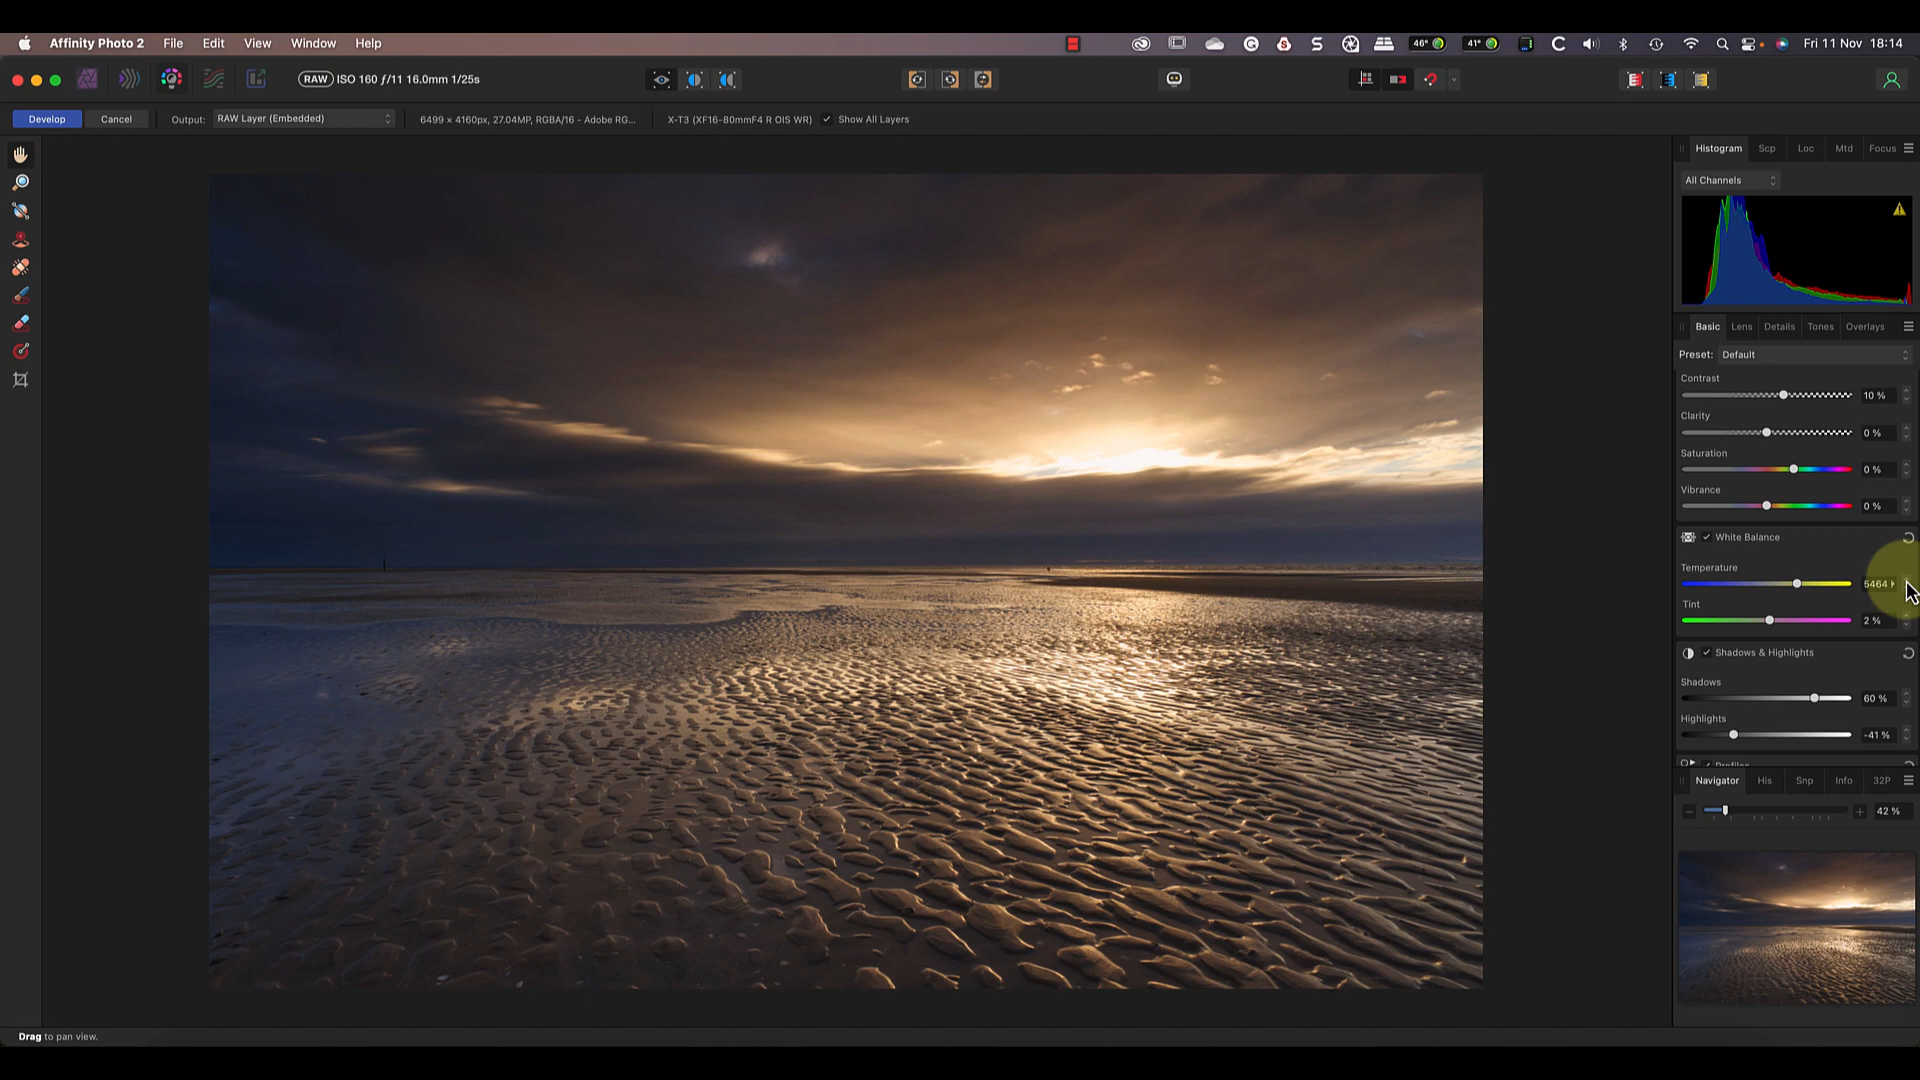 Affinity Photo 2 File Edit View Window Help 46° 41° Fri 11 Nov 18:14
RAW ISO 160 ƒ/11 16.0mm 1/25s
Develop Cancel Output: RAW Layer (Embedded) 6499 × 4160px, 27.04MP, RGBA/16 - Adobe RG... X-T3 (XF16-80mmF4 R OIS WR) Show All Layers
Histogram Scp Loc Mtd Focus
All Channels
Basic Lens Details Tones Overlays
Preset: Default
Contrast
10 %
Clarity
0 %
Saturation
0 %
Vibrance
0 %
White Balance
Temperature
5464
Tint
2 %
Shadows & Highlights
Shadows
60 %
Highlights
-41 %
Profiles
Navigator His Snp Info 32P
42 %
Drag to pan view.